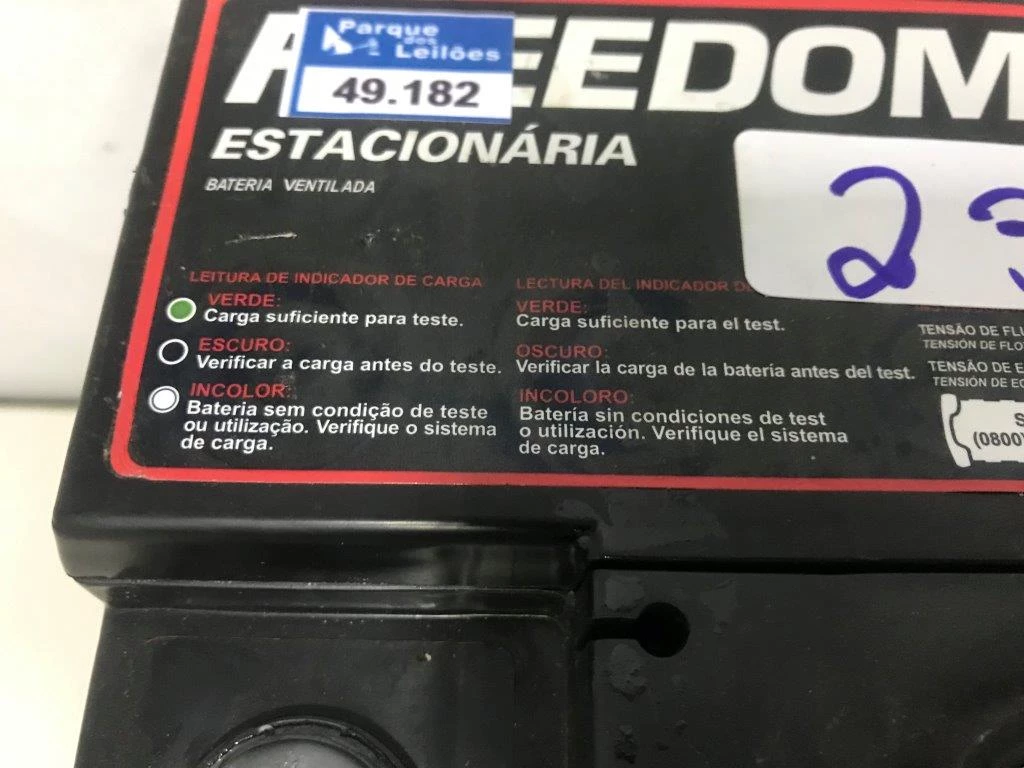 Parque
dos
Leilões
49.182
EEDOM
ESTACIONÁRIA
BATERIA VENTILADA
2 3
LEITURA DE INDICADOR DE CARGA
VERDE:
Carga suficiente para teste.
ESCURO:
Verificar a carga antes do teste.
INCOLOR:
Bateria sem condição de teste
ou utilização. Verifique o sistema
de carga.
LECTURA DEL INDICADOR
VERDE:
Carga suficiente para el test.
OSCURO:
Verificar la carga de la batería antes del test.
INCOLORO:
Batería sin condiciones de test
o utilización. Verifique el sistema
de carga.
TENSÃO DE FLU
TENSIÓN DE FLO
TENSÃO DE E
TENSIÓN DE EQ
S
(0800)